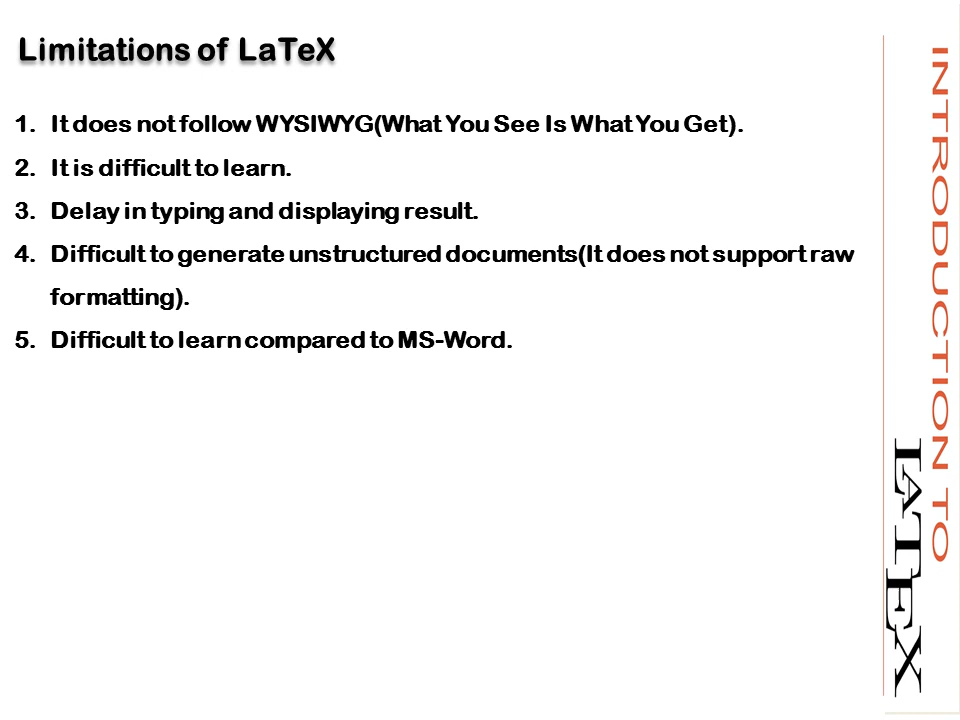 Limitations of LaTeX
1. It does not follow WYSIWYG(What You See Is What You Get).
2. It is difficult to learn.
3. Delay in typing and displaying result.
4. Difficult to generate unstructured documents(It does not support raw
formatting).
5. Difficult to learn compared to MS-Word.
INTRODUCTION TO
LATEX